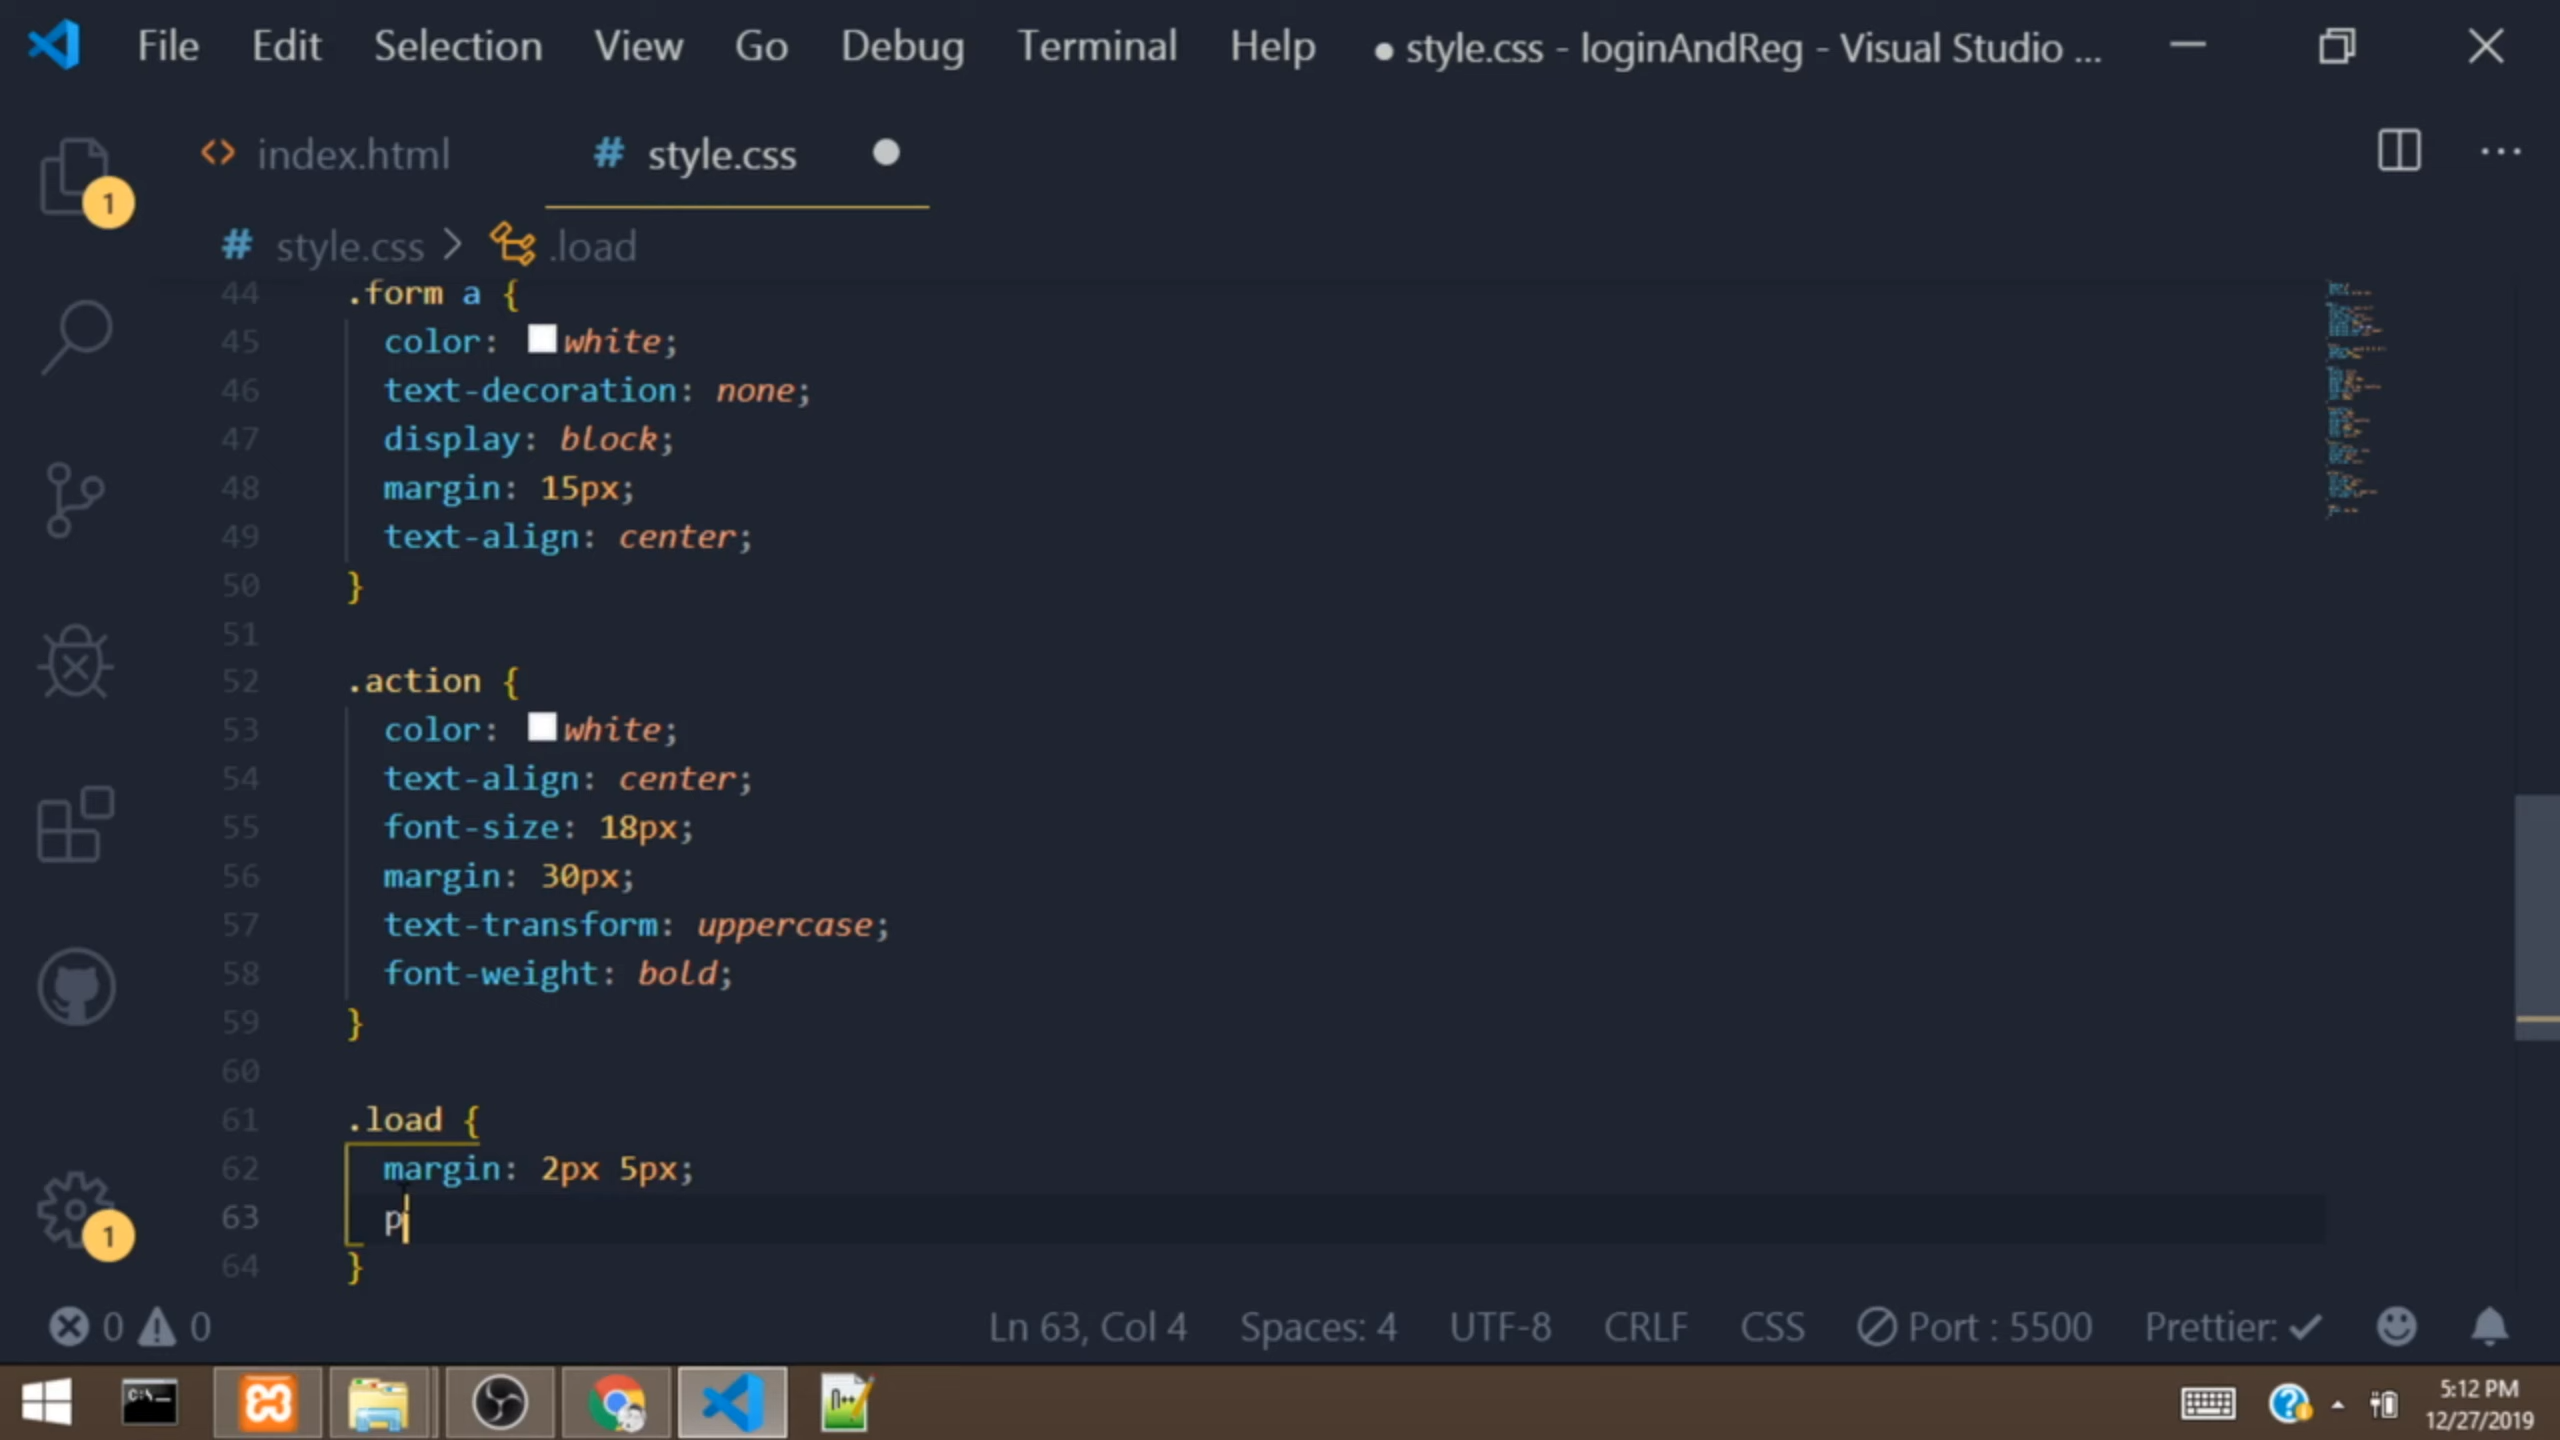 File Edit Selection View Go Debug Terminal Help ● style.css - loginAndReg - Visual Studio ...
<> index.html # style.css ● ...
1
# style.css > .load
44 .form a {
45 color: white;
46 text-decoration: none;
47 display: block;
48 margin: 15px;
49 text-align: center;
50 }
51
52 .action {
53 color: white;
54 text-align: center;
55 font-size: 18px;
56 margin: 30px;
57 text-transform: uppercase;
58 font-weight: bold;
59 }
60
61 .load {
62 margin: 2px 5px;
63 p
64 }
1
0 0 Ln 63, Col 4 Spaces: 4 UTF-8 CRLF CSS Port : 5500 Prettier: ✓
5:12 PM
12/27/2019